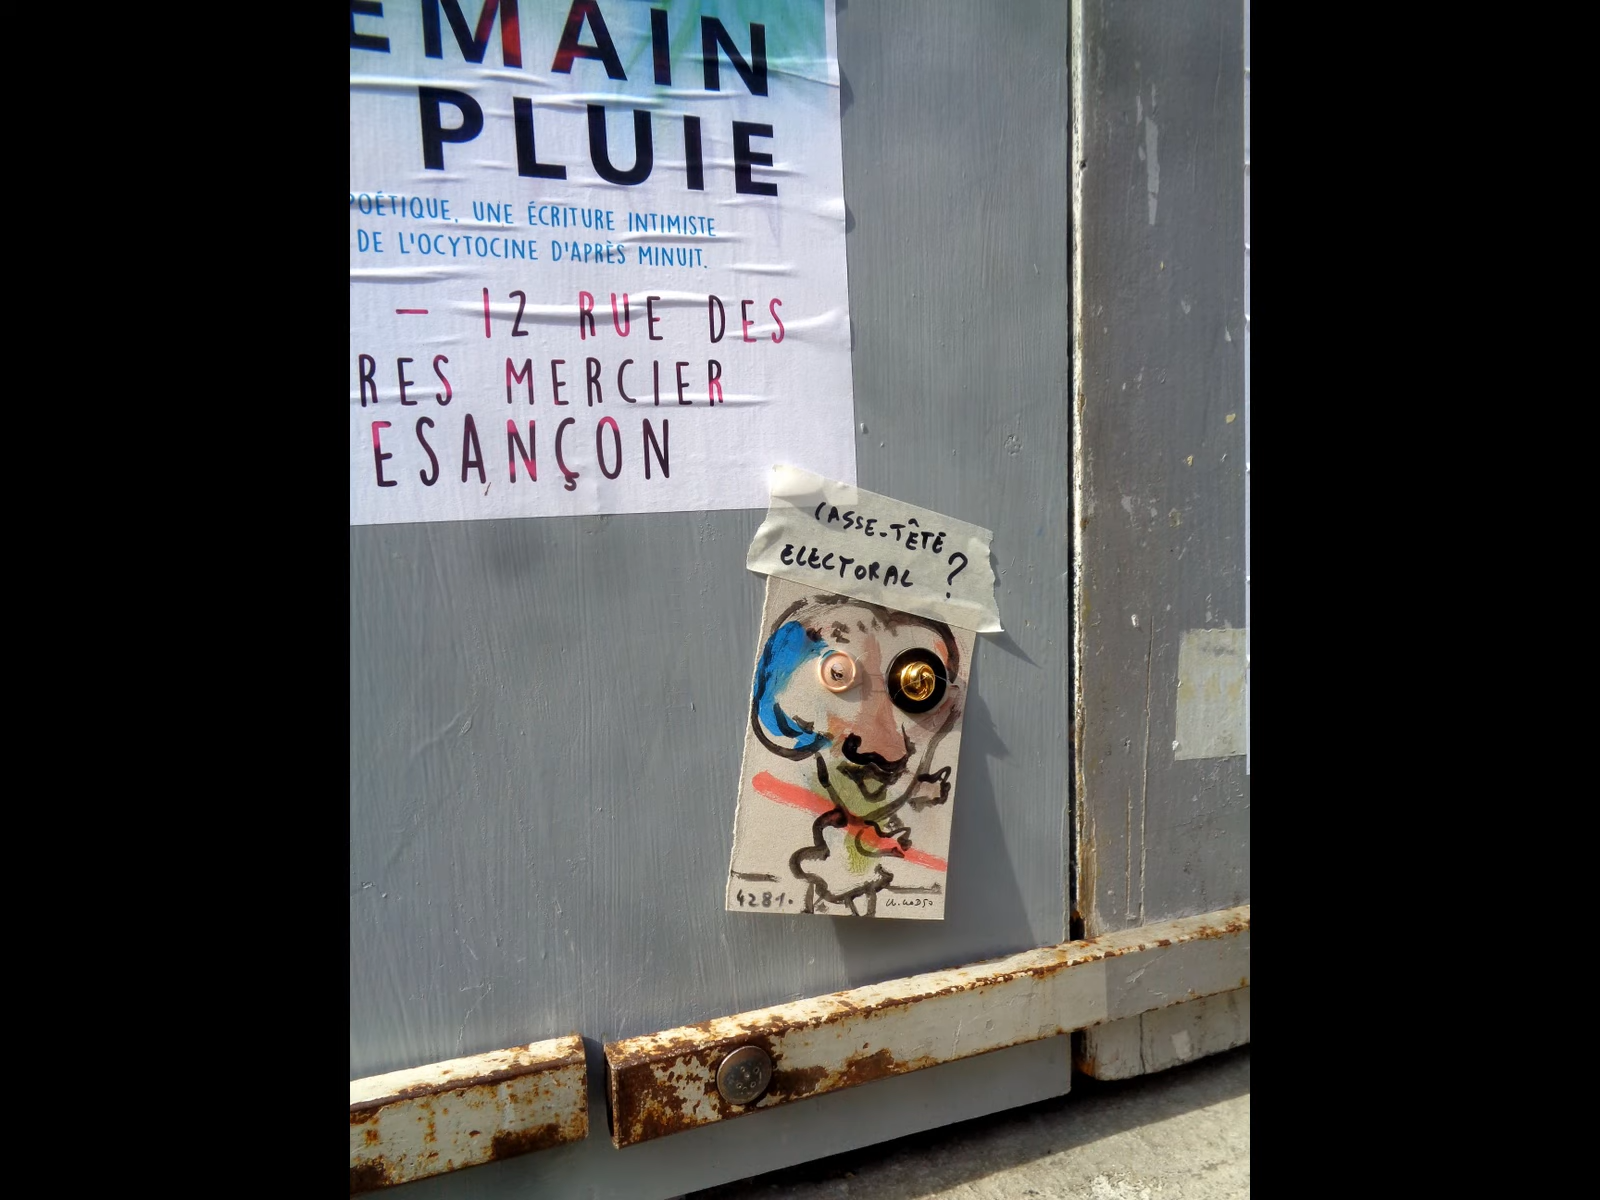 EMAIN
PLUIE
POÉTIQUE, UNE ÉCRITURE INTIMISTE
DE L'OCYTOCINE D'APRÈS MINUIT.
– 12 RUE DES
RES MERCIER
ESANÇON
CASSE-TÊTE
ELECTORAL ?
4281.